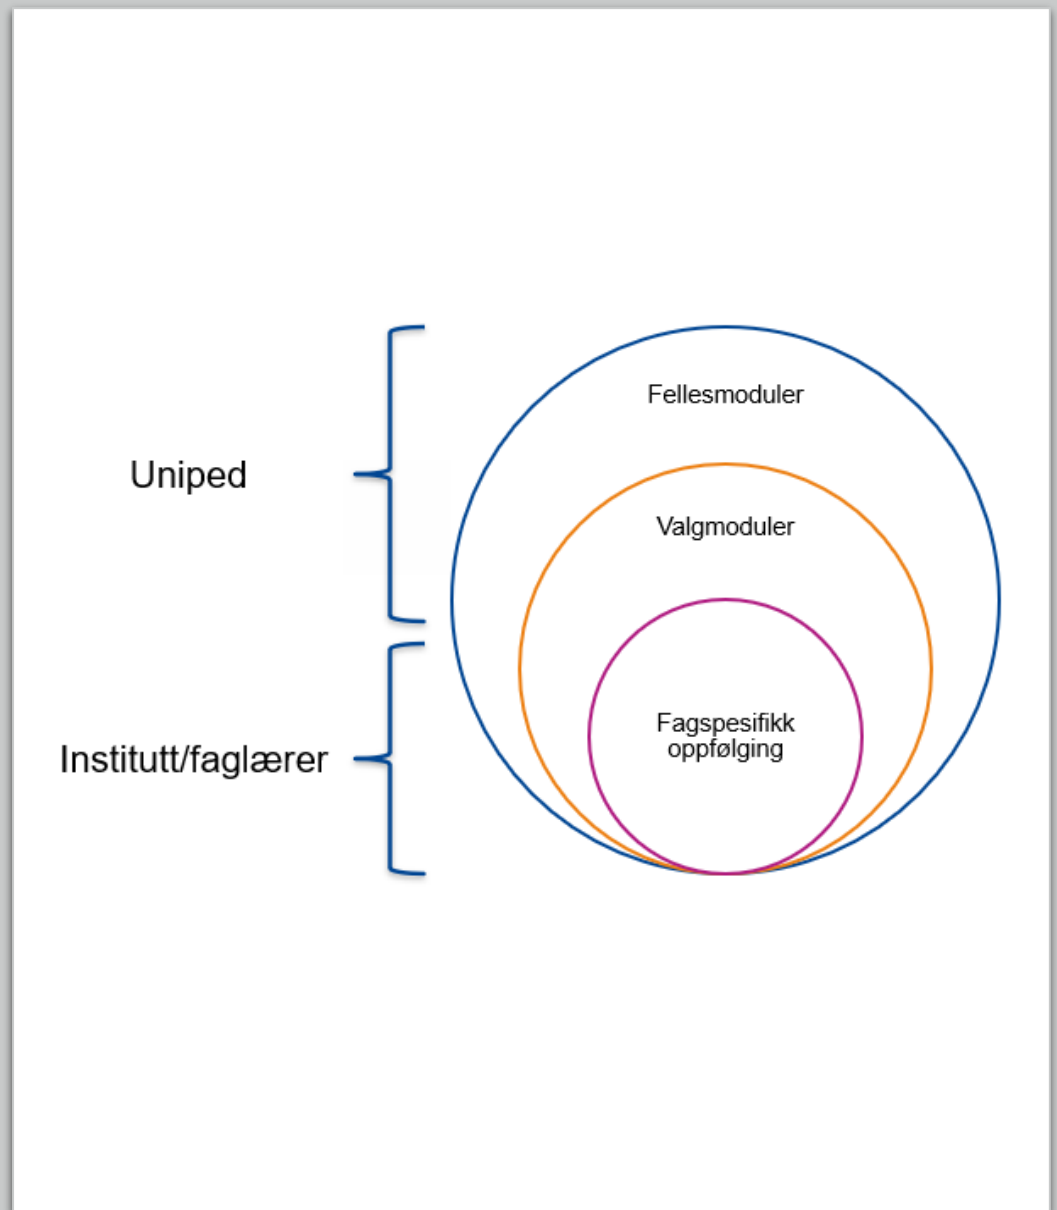 Fellesmoduler
Uniped
Valgmoduler
Fagspesifikk
oppfølging
Institutt/faglærer